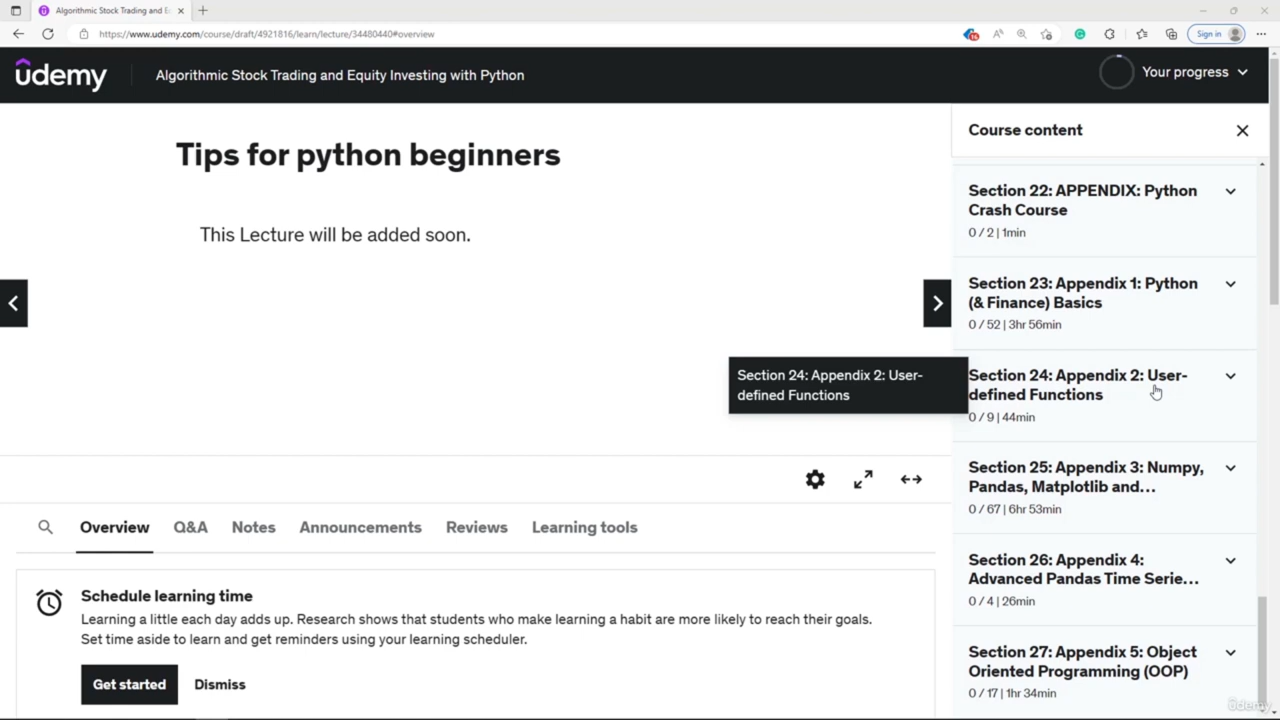 Algorithmic Stock Trading and E
https://www.udemy.com/course/draft/4921816/learn/lecture/34480440#overview
16
Sign in
ûdemy
Algorithmic Stock Trading and Equity Investing with Python
Your progress
Tips for python beginners
This Lecture will be added soon.
Course content
Section 22: APPENDIX: Python
Crash Course
0 / 2 | 1min
Section 23: Appendix 1: Python
(& Finance) Basics
0 / 52 | 3hr 56min
Section 24: Appendix 2: User-
defined Functions
Section 24: Appendix 2: User-
defined Functions
0 / 9 | 44min
Section 25: Appendix 3: Numpy,
Pandas, Matplotlib and...
0 / 67 | 6hr 53min
Section 26: Appendix 4:
Advanced Pandas Time Serie...
0 / 4 | 26min
Section 27: Appendix 5: Object
Oriented Programming (OOP)
0 / 17 | 1hr 34min
Overview
Q&A
Notes
Announcements
Reviews
Learning tools
Schedule learning time
Learning a little each day adds up. Research shows that students who make learning a habit are more likely to reach their goals.
Set time aside to learn and get reminders using your learning scheduler.
Get started
Dismiss
ûdemy